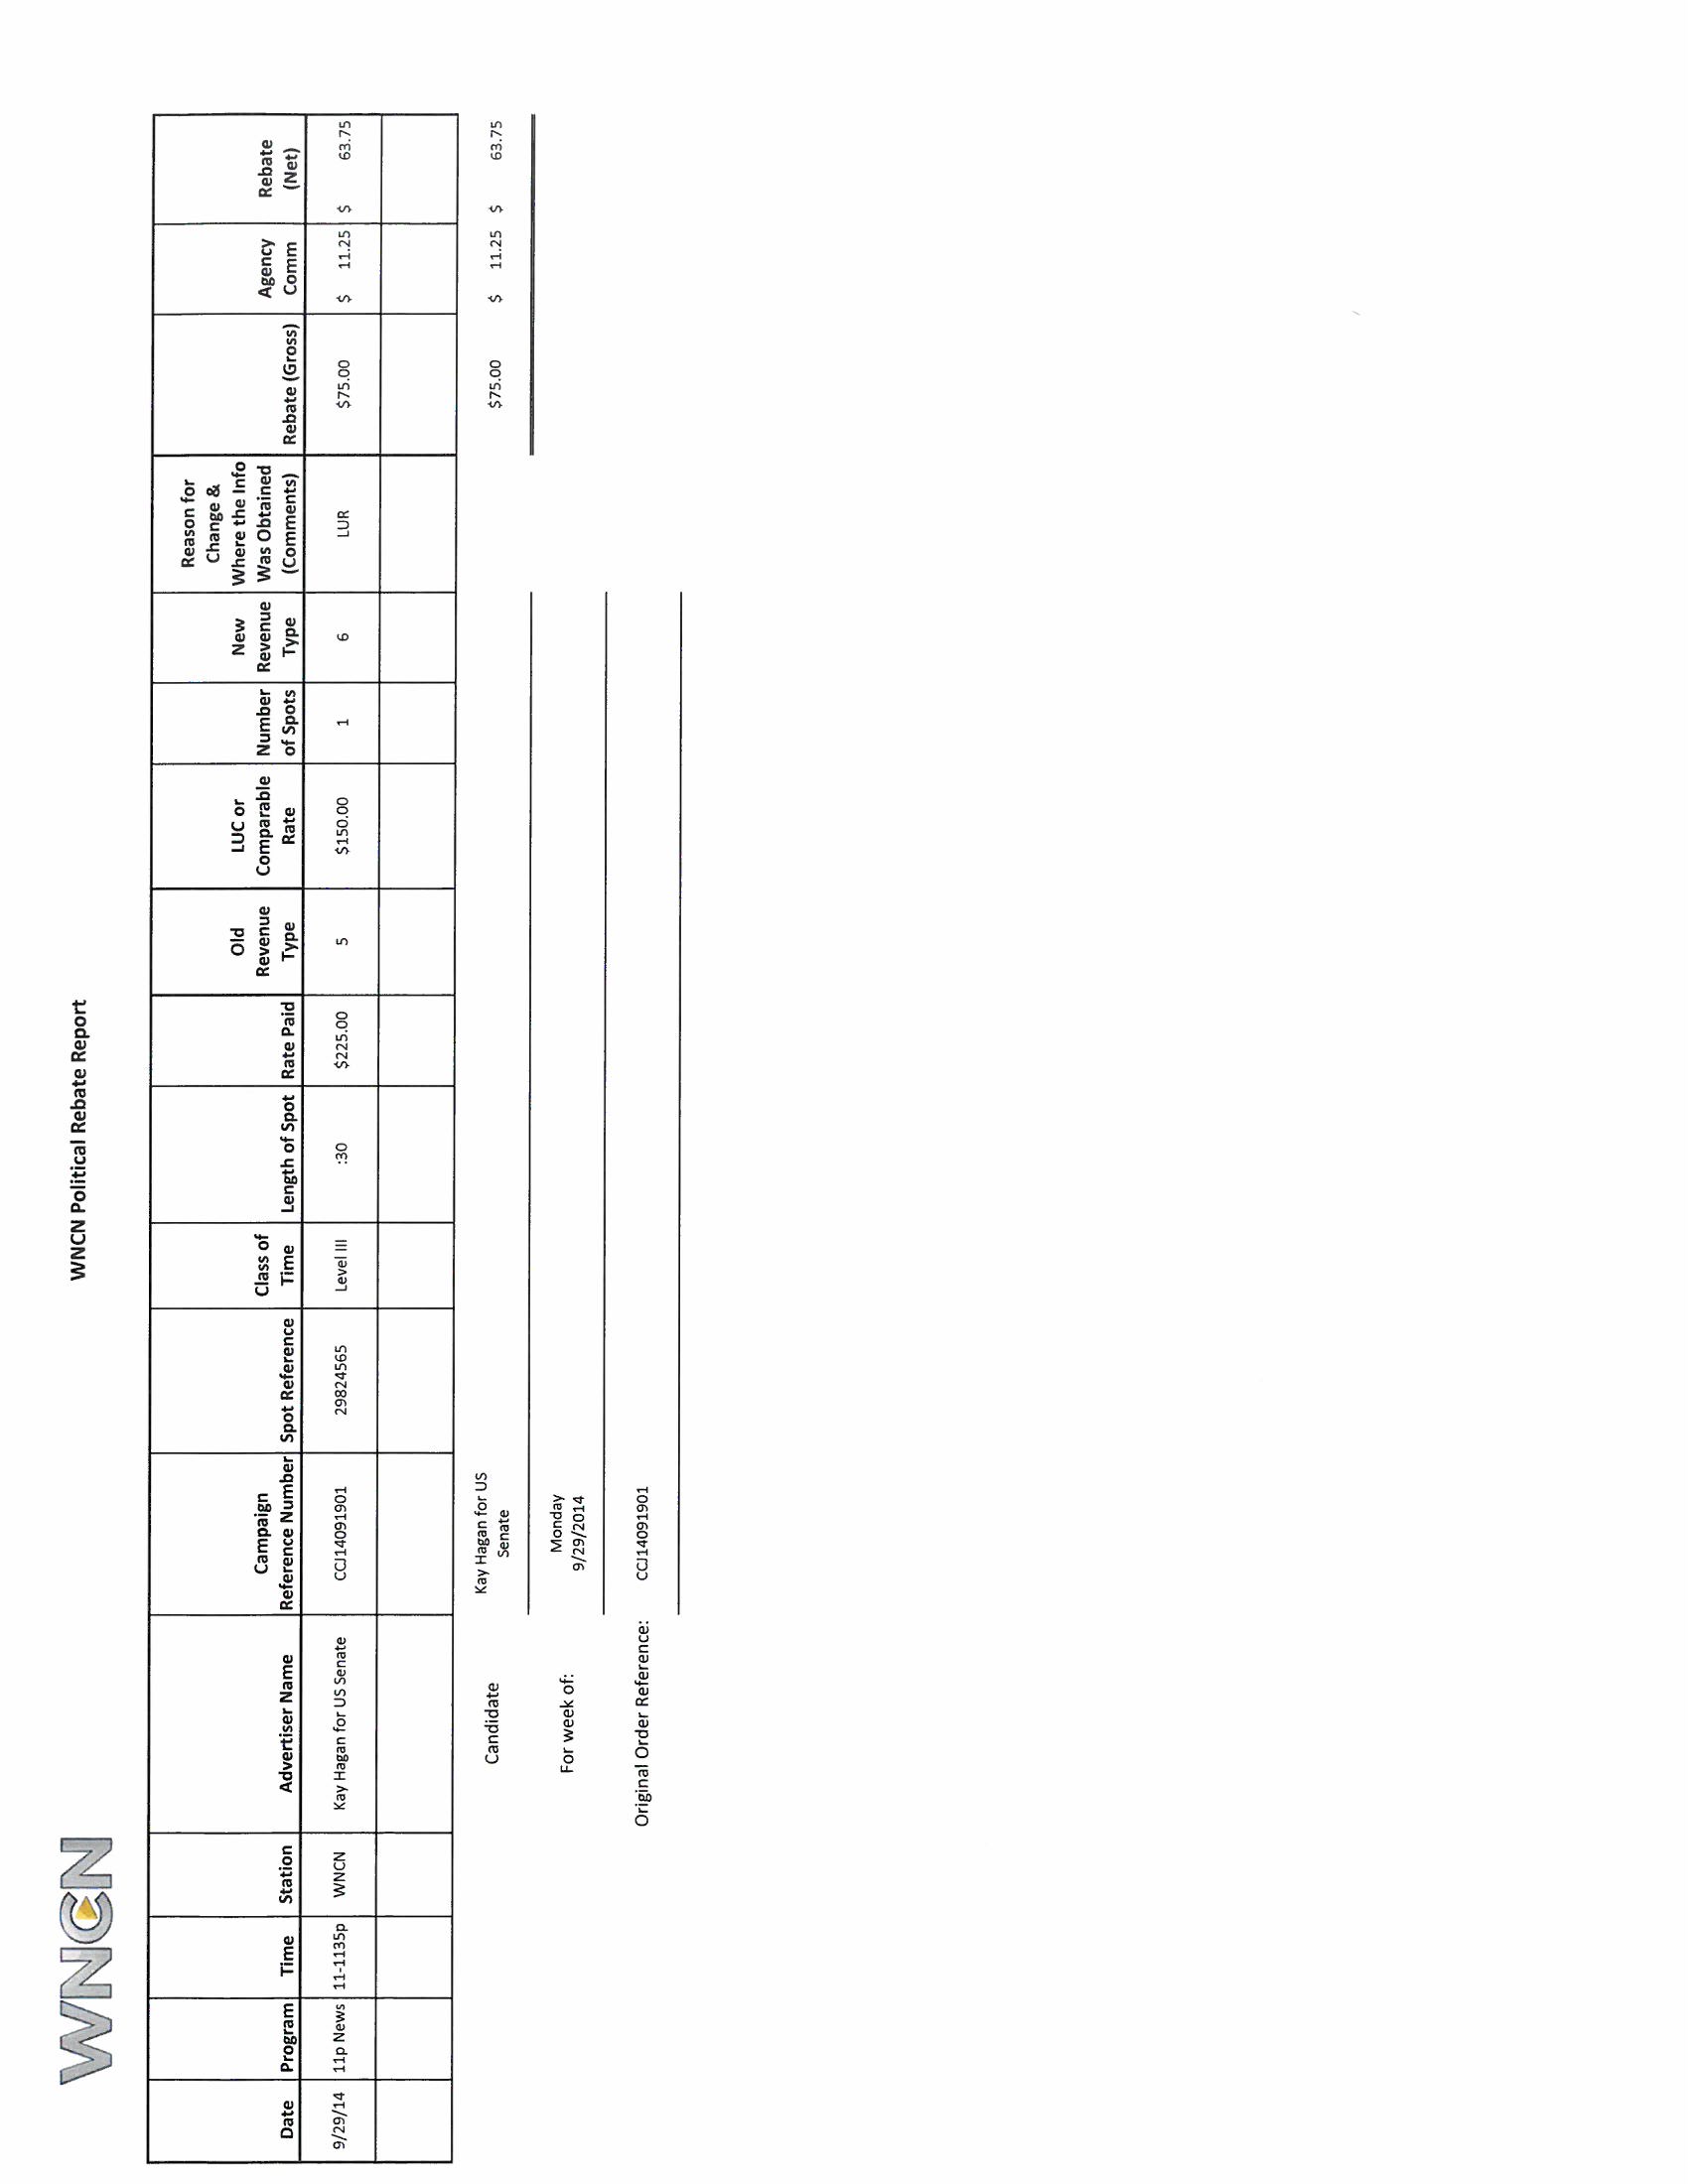 WNCN
WNCN Political Rebate Report
Date Program Time Station Advertiser Name Campaign Reference Number Spot Reference Class of Time Length of Spot Rate Paid Old Revenue Type LUC or Comparable Rate Number of Spots New Revenue Type Reason for Change & Where the Info Was Obtained (Comments) Rebate (Gross) Agency Comm Rebate (Net)
9/29/14 11p News 11-1135p WNCN Kay Hagan for US Senate CCJ14091901 29824565 Level III :30 $225.00 5 $150.00 1 6 LUR $75.00 $ 11.25 $ 63.75
Candidate Kay Hagan for US Senate $75.00 $ 11.25 $ 63.75
For week of: Monday 9/29/2014
Original Order Reference: CCJ14091901